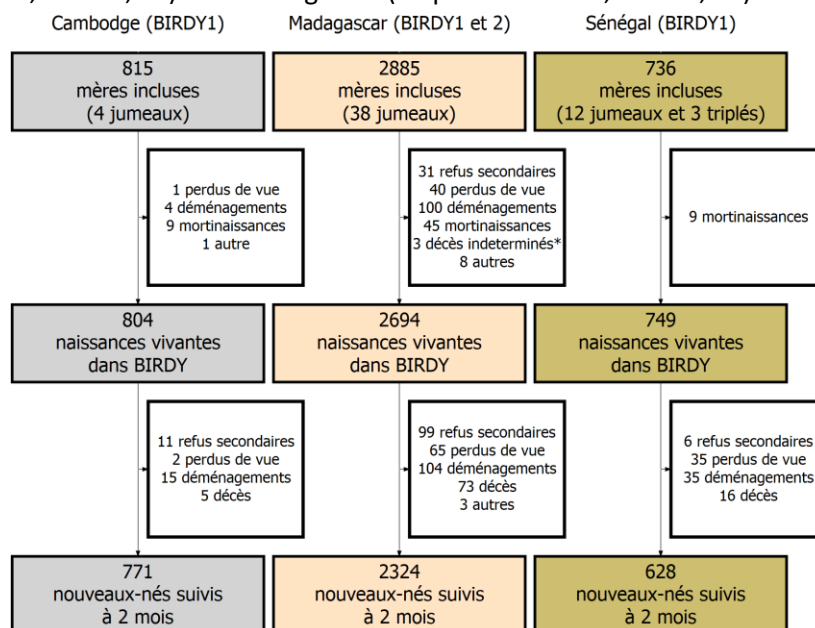 Cambodge (BIRDY1)
Madagascar (BIRDY1 et 2)
Sénégal (BIRDY1)
815
mères incluses
(4 jumeaux)
2885
mères incluses
(38 jumeaux)
736
mères incluses
(12 jumeaux et 3 triplés)
1 perdus de vue
4 déménagements
9 mortinaissances
1 autre
31 refus secondaires
40 perdus de vue
100 déménagements
45 mortinaissances
3 décès indeterminés*
8 autres
9 mortinaissances
804
naissances vivantes
dans BIRDY
2694
naissances vivantes
dans BIRDY
749
naissances vivantes
dans BIRDY
11 refus secondaires
2 perdus de vue
15 déménagements
5 décès
99 refus secondaires
65 perdus de vue
104 déménagements
73 décès
3 autres
6 refus secondaires
35 perdus de vue
35 déménagements
16 décès
771
nouveaux-nés suivis
à 2 mois
2324
nouveaux-nés suivis
à 2 mois
628
nouveaux-nés suivis
à 2 mois